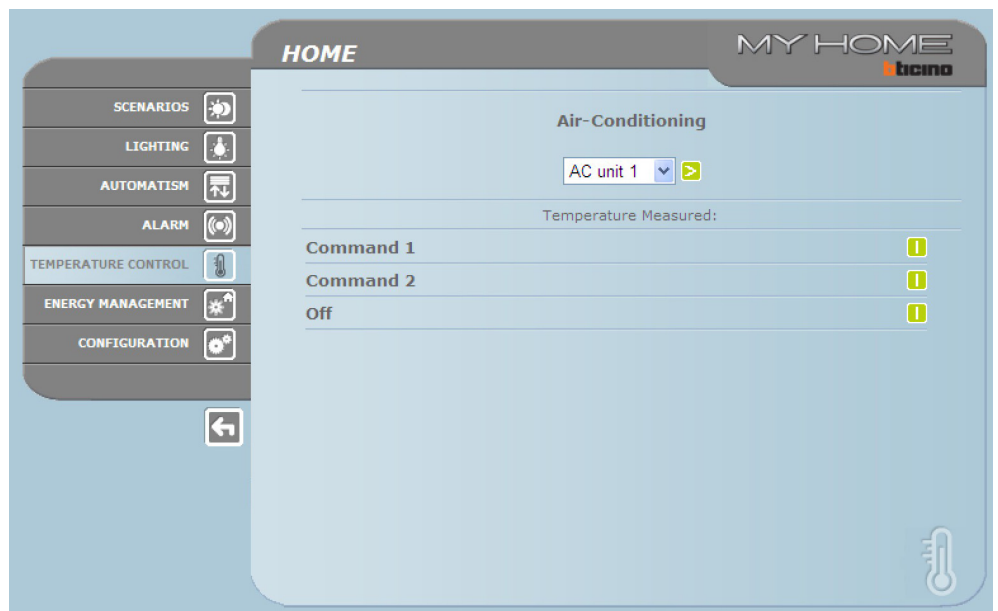 HOME
MY HOME
bticino
SCENARIOS
LIGHTING
AUTOMATISM
ALARM
TEMPERATURE CONTROL
ENERGY MANAGEMENT
CONFIGURATION
Air-Conditioning
AC unit 1
Temperature Measured:
Command 1
Command 2
Off